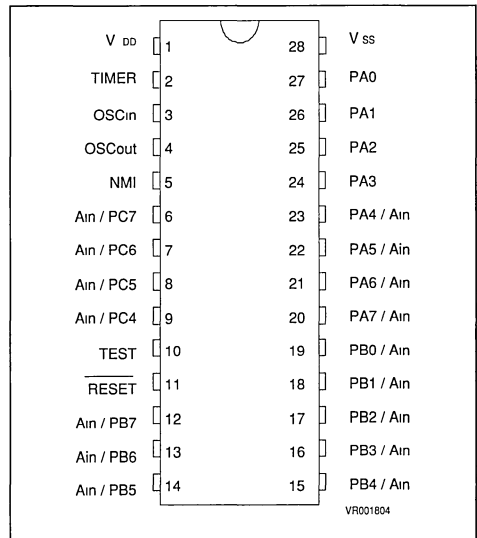 V DD 1 28 V ss
TIMER 2 27 PA0
OSCin 3 26 PA1
OSCout 4 25 PA2
NMI 5 24 PA3
Ain / PC7 6 23 PA4 / Ain
Ain / PC6 7 22 PA5 / Ain
Ain / PC5 8 21 PA6 / Ain
Ain / PC4 9 20 PA7 / Ain
TEST 10 19 PB0 / Ain
RESET 11 18 PB1 / Ain
Ain / PB7 12 17 PB2 / Ain
Ain / PB6 13 16 PB3 / Ain
Ain / PB5 14 15 PB4 / Ain
VR001804